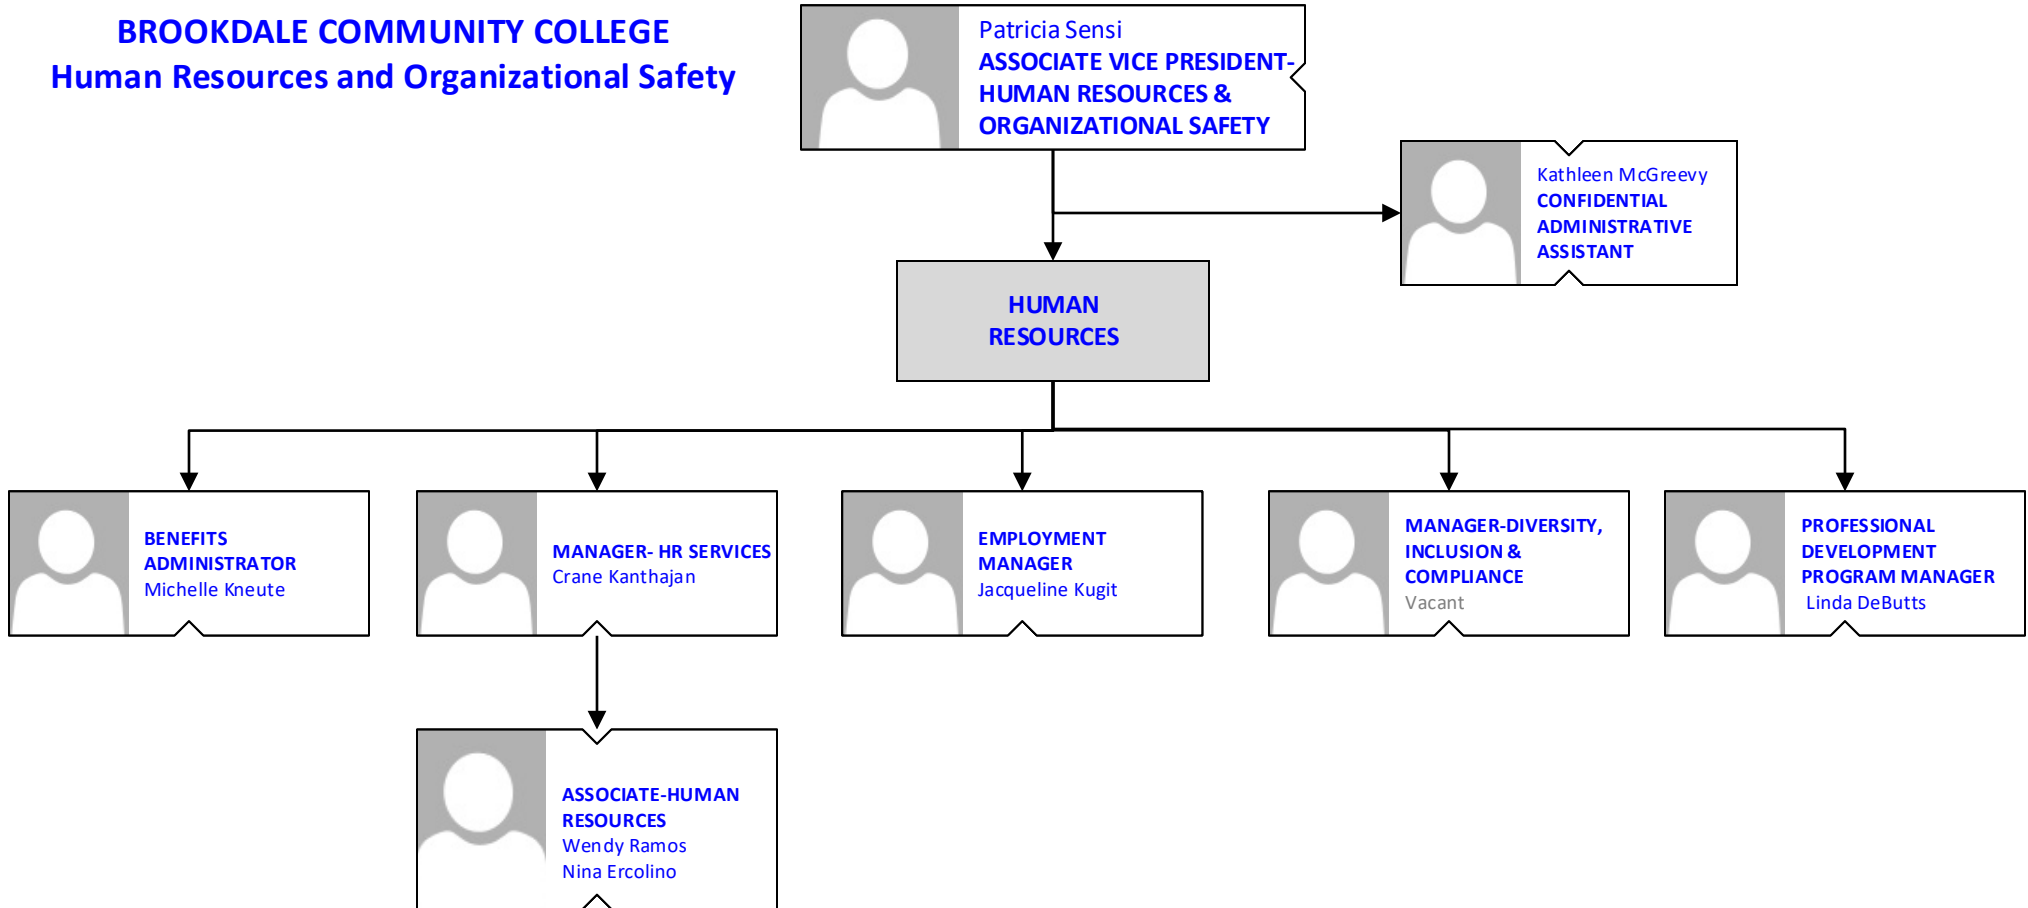 BROOKDALE COMMUNITY COLLEGE
Human Resources and Organizational Safety
Patricia Sensi
ASSOCIATE VICE PRESIDENT-
HUMAN RESOURCES &
ORGANIZATIONAL SAFETY
Kathleen McGreevy
CONFIDENTIAL
ADMINISTRATIVE
ASSISTANT
HUMAN
RESOURCES
BENEFITS
ADMINISTRATOR
Michelle Kneute
MANAGER- HR SERVICES
Crane Kanthajan
EMPLOYMENT
MANAGER
Jacqueline Kugit
MANAGER-DIVERSITY,
INCLUSION &
COMPLIANCE
Vacant
PROFESSIONAL
DEVELOPMENT
PROGRAM MANAGER
Linda DeButts
ASSOCIATE-HUMAN
RESOURCES
Wendy Ramos
Nina Ercolino